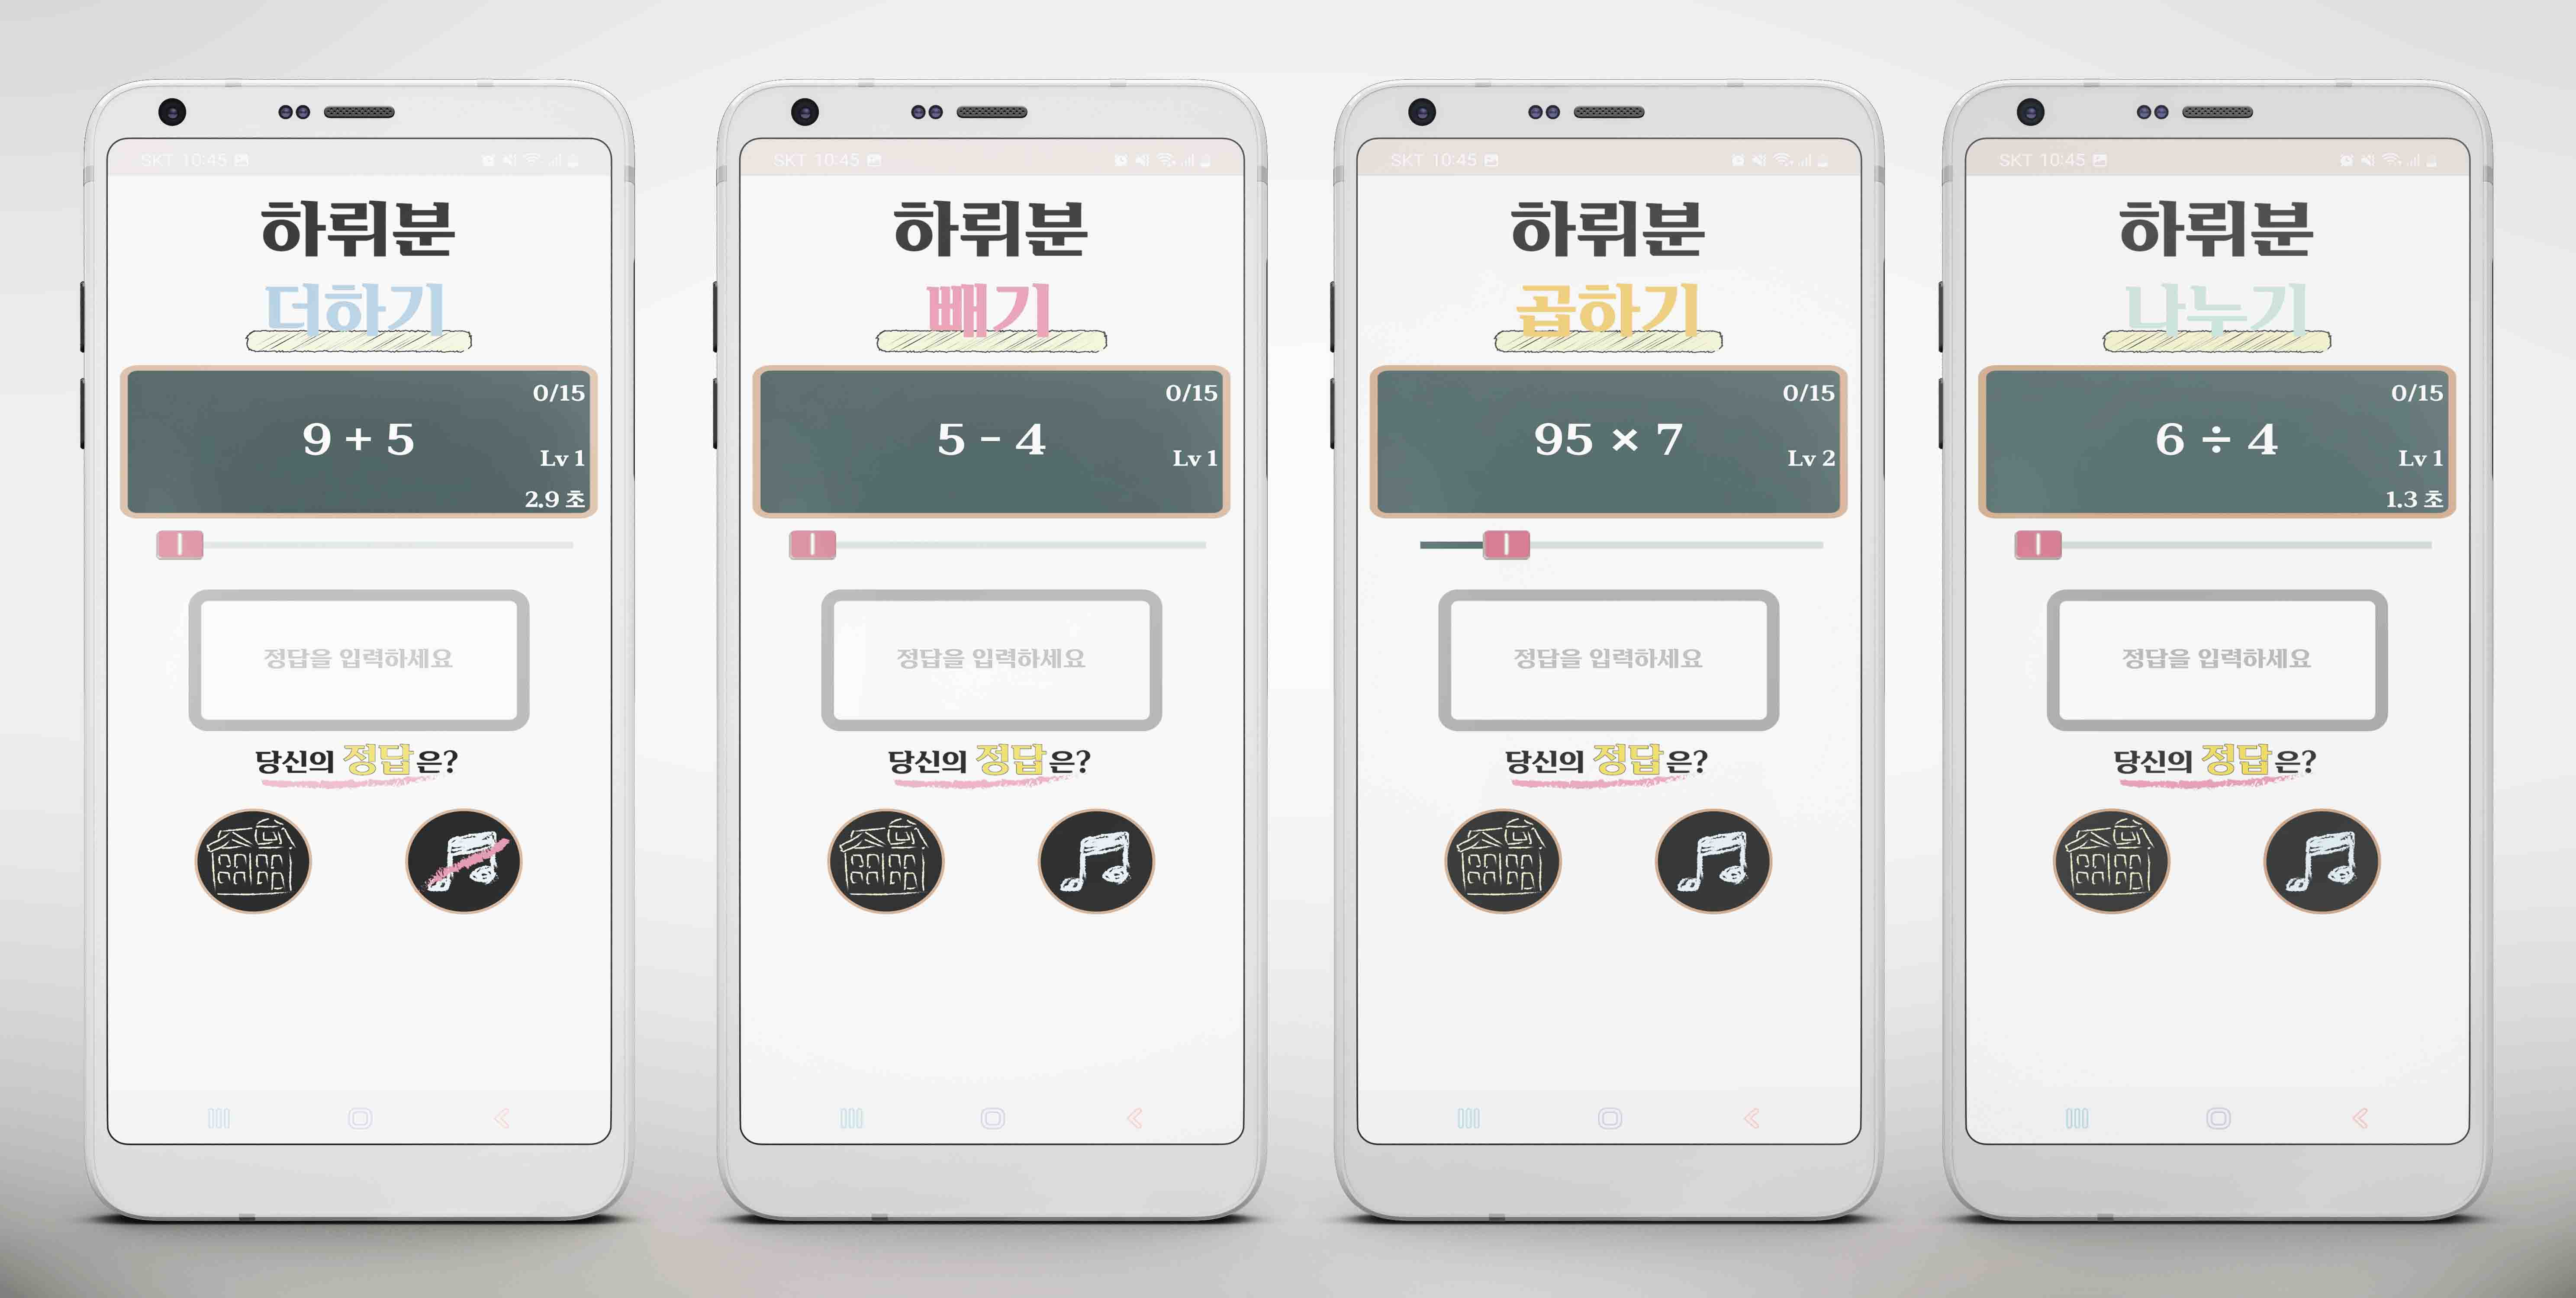 SKT 10:45
하뤼분
더하기
0/15
9 + 5
Lv 1
2.9 초
정답을 입력하세요
당신의 정답은?
SKT 10:45
하뤼분
빼기
0/15
5 - 4
Lv 1
정답을 입력하세요
당신의 정답은?
SKT 10:45
하뤼분
곱하기
0/15
95 × 7
Lv 2
정답을 입력하세요
당신의 정답은?
SKT 10:45
하뤼분
나누기
0/15
6 ÷ 4
Lv 1
1.3 초
정답을 입력하세요
당신의 정답은?